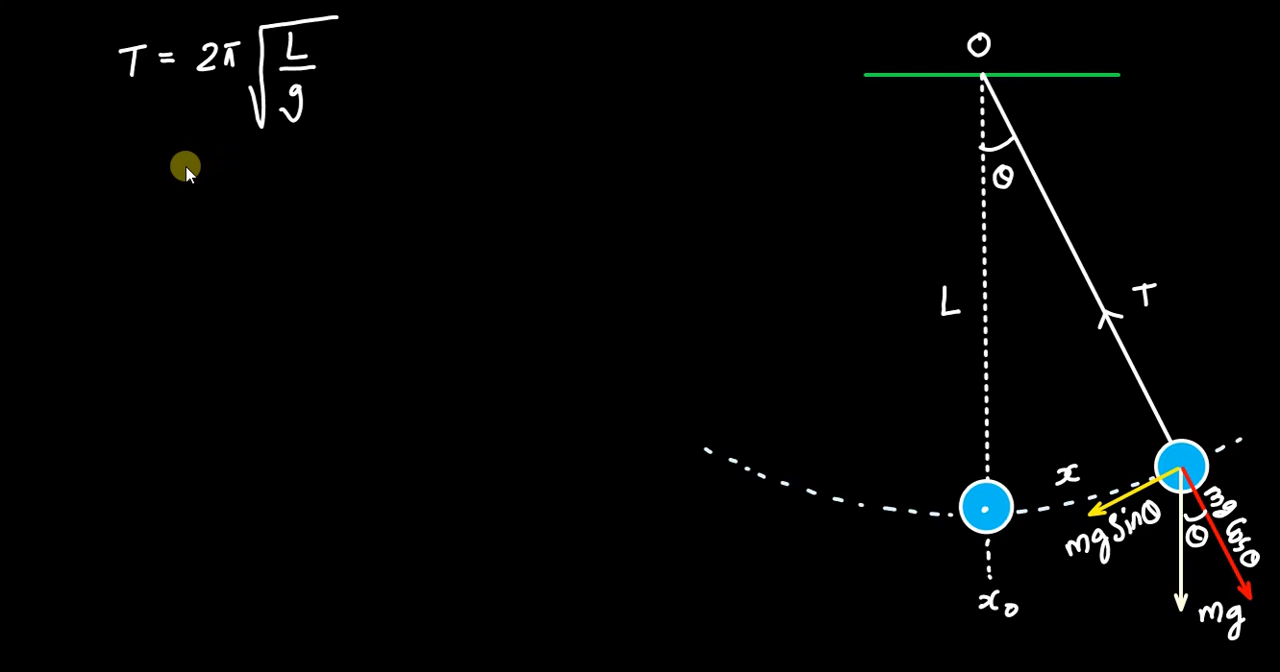 T = 2π √(L/g)
O
θ
L
T
x
mg Sinθ
θ
mg Cosθ
x₀
mg